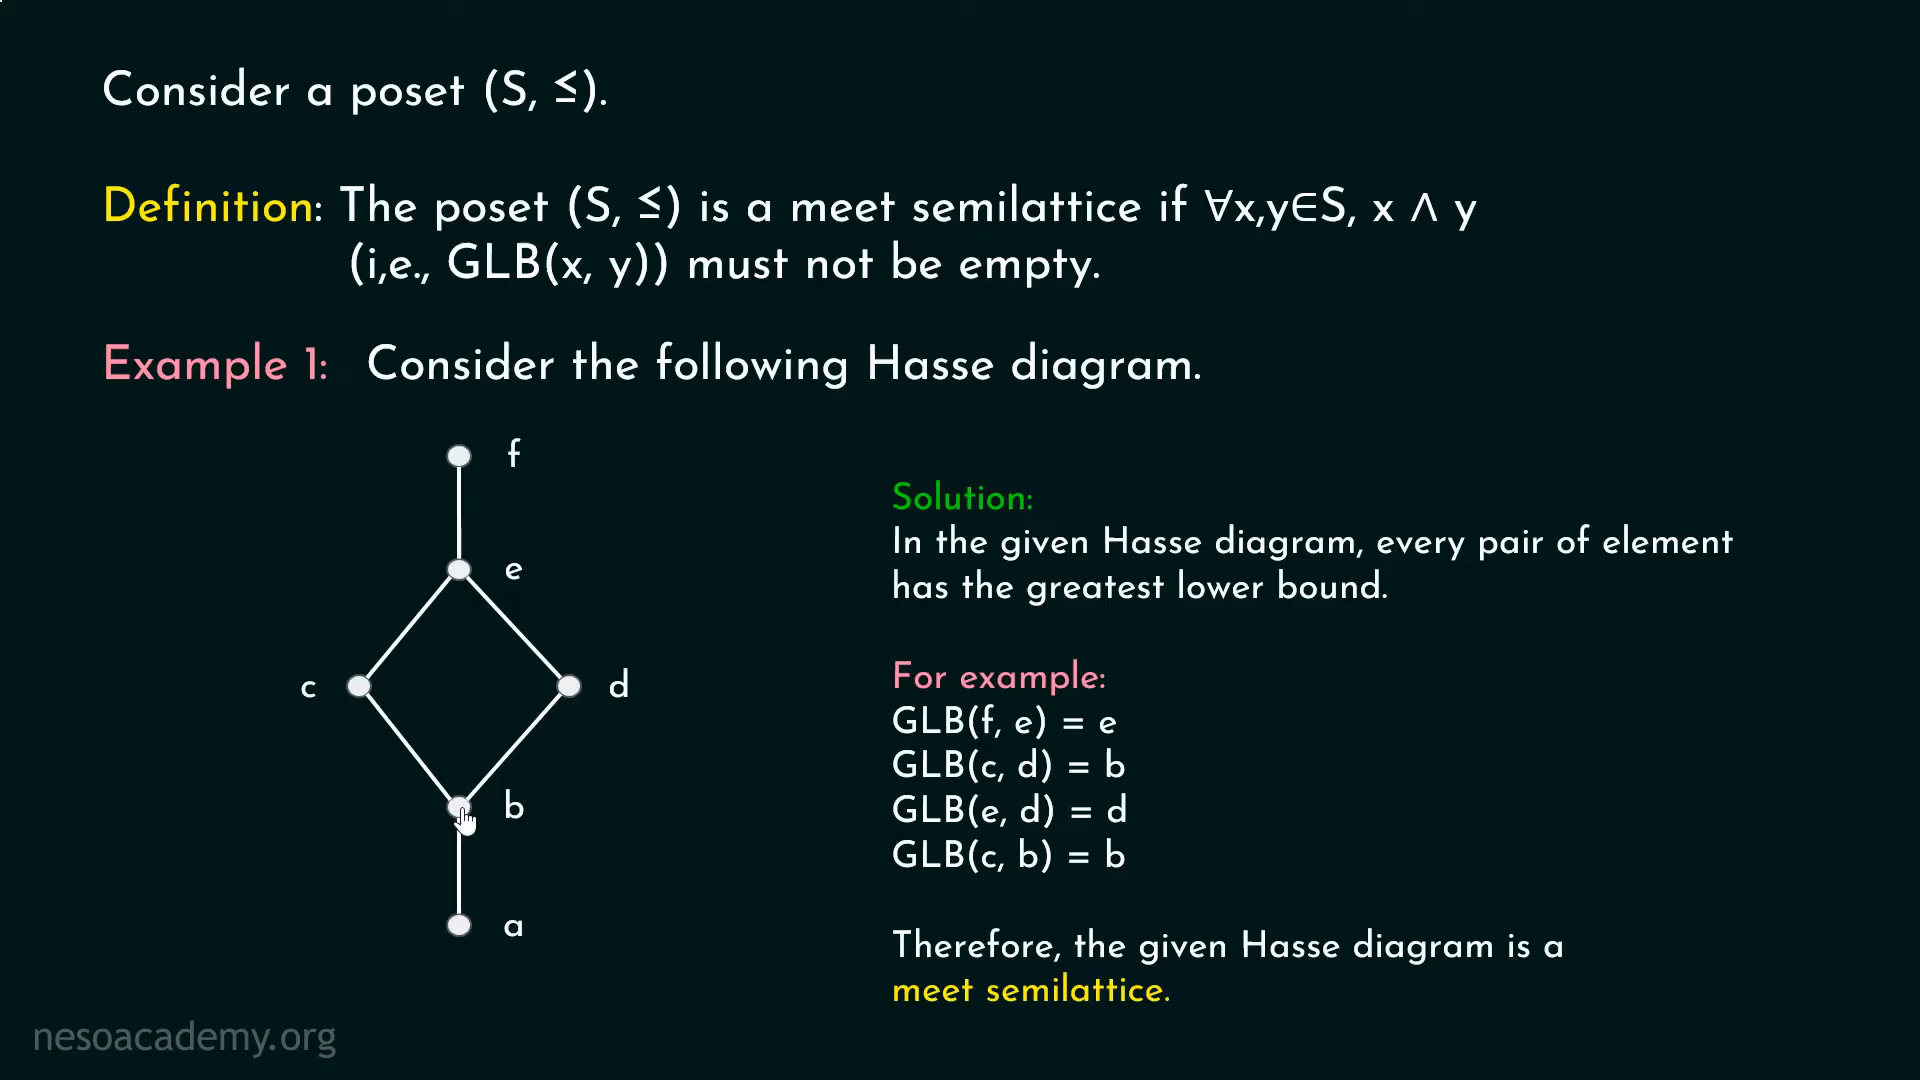 Consider a poset (S, ≤).
Definition: The poset (S, ≤) is a meet semilattice if ∀x,y∈S, x ∧ y
(i,e., GLB(x, y)) must not be empty.
Example 1: Consider the following Hasse diagram.
f
e
c
d
b
a
Solution:
In the given Hasse diagram, every pair of element
has the greatest lower bound.
For example:
GLB(f, e) = e
GLB(c, d) = b
GLB(e, d) = d
GLB(c, b) = b
Therefore, the given Hasse diagram is a
meet semilattice.
nesoacademy.org